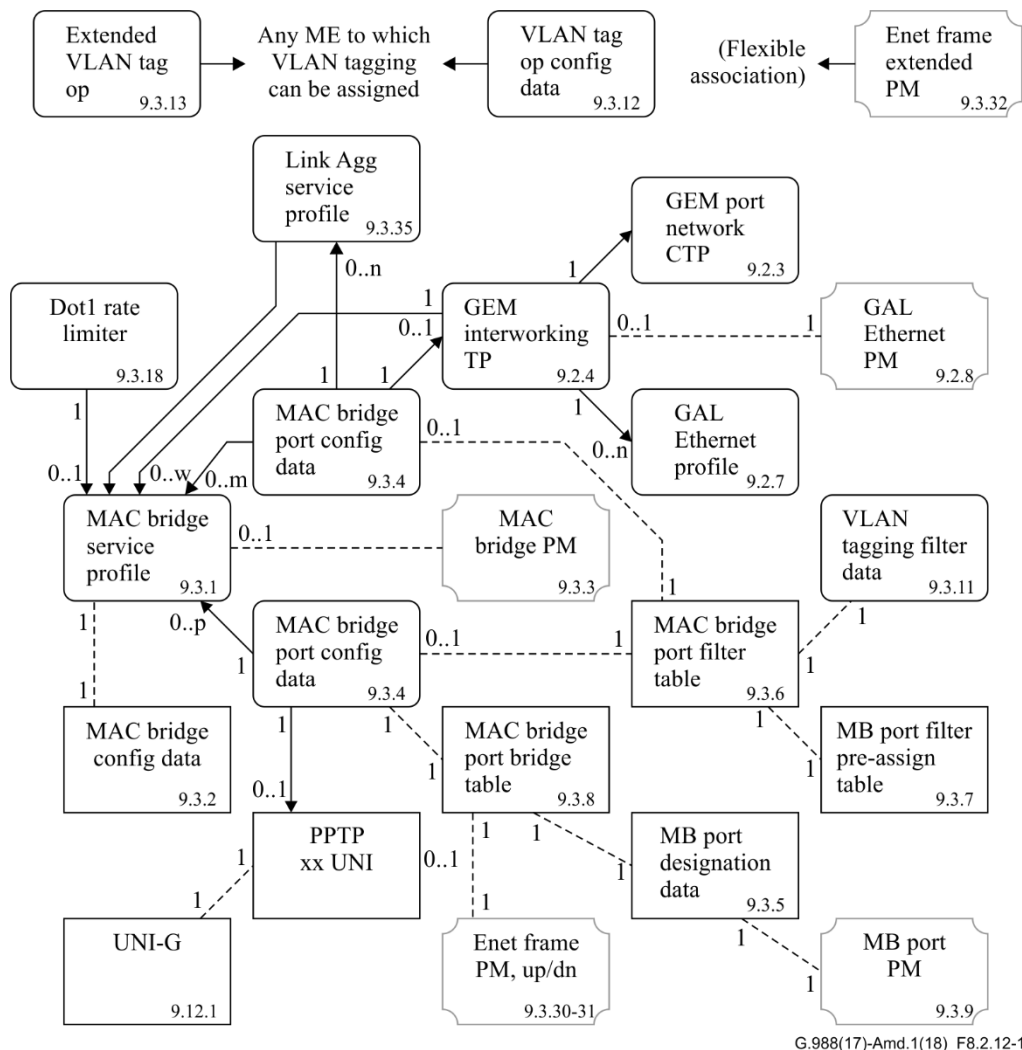 Extended
VLAN tag
op
9.3.13
Any ME to which
VLAN tagging
can be assigned
VLAN tag
op config
data
9.3.12
(Flexible
association)
Enet frame
extended
PM
9.3.32
Link Agg
service
profile
9.3.35
0..n
GEM port
network
CTP
9.2.3
1
Dot1 rate
limiter
9.3.18
1
0..1
GEM
interworking
TP
9.2.4
0..1
1
GAL
Ethernet
PM
9.2.8
1
1
1
0..n
MAC bridge
port config
data
9.3.4
0..1
GAL
Ethernet
profile
9.2.7
1
0..1
0..w
0..m
MAC bridge
service
profile
9.3.1
0..1
MAC
bridge PM
9.3.3
VLAN
tagging filter
data
9.3.11
1
1
0..p
1
MAC bridge
port config
data
9.3.4
0..1
1
MAC bridge
port filter
table
9.3.6
1
1
1
MAC bridge
config data
9.3.2
1
0..1
1
1
MAC bridge
port bridge
table
9.3.8
1
1
MB port filter
pre-assign
table
9.3.7
PPTP
xx UNI
0..1
1
1
1
1
1
MB port
designation
data
9.3.5
1
UNI-G
9.12.1
1
Enet frame
PM, up/dn
9.3.30-31
1
1
MB port
PM
9.3.9
G.988(17)-Amd.1(18)_F8.2.12-1